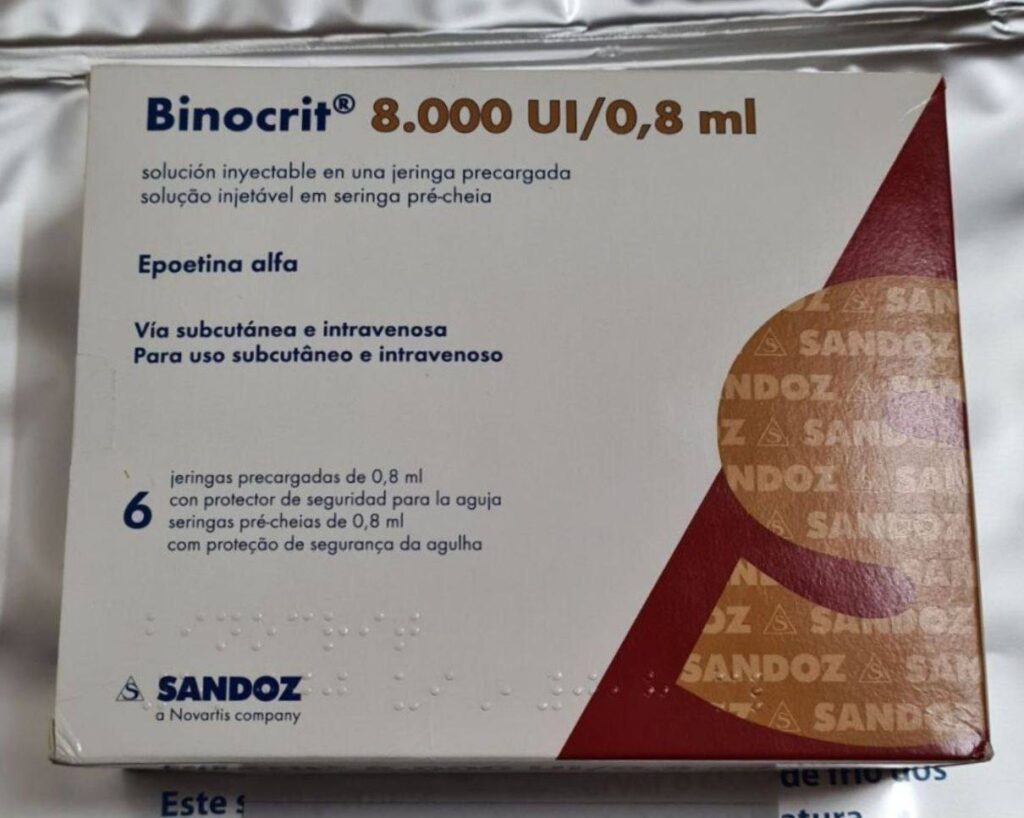 Binocrit® 8.000 UI/0,8 ml
solución inyectable en una jeringa precargada
solução injetável em seringa pré-cheia
Epoetina alfa
Vía subcutánea e intravenosa
Para uso subcutâneo e intravenoso
6
jeringas precargadas de 0,8 ml
con protector de seguridad para la aguja
seringas pré-cheias de 0,8 ml
com proteção de segurança da agulha
SANDOZ
a Novartis company
SANDOZ
SANDOZ
Este
de frio dos